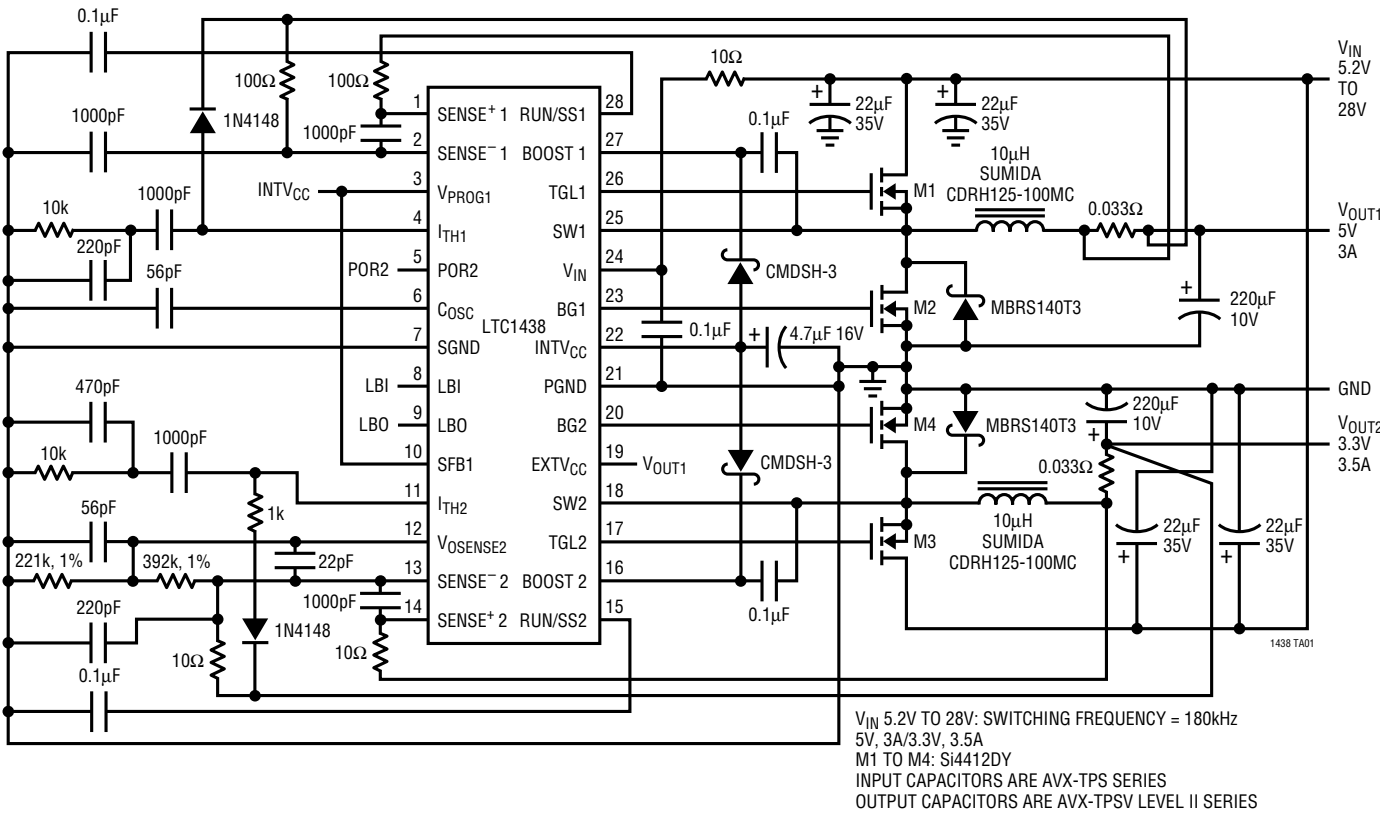 0.1µF
10Ω
V_IN
5.2V
TO
28V
100Ω
100Ω
+
22µF
35V
+
22µF
35V
1000pF
1N4148
1000pF
1
SENSE+ 1
RUN/SS1
28
0.1µF
2
SENSE− 1
BOOST 1
27
10µH
SUMIDA
CDRH125-100MC
INTV_CC
3
V_PROG1
TGL1
26
M1
0.033Ω
V_OUT1
5V
3A
10k
1000pF
4
I_TH1
SW1
25
220pF
56pF
POR2
5
POR2
V_IN
24
CMDSH-3
6
C_OSC
BG1
23
M2
MBRS140T3
+
220µF
10V
LTC1438
0.1µF
+
4.7µF 16V
7
SGND
INTV_CC
22
470pF
LBI
8
LBI
PGND
21
GND
LBO
9
LBO
BG2
20
M4
MBRS140T3
220µF
10V
+
V_OUT2
3.3V
3.5A
10k
1000pF
10
SFB1
EXTV_CC
19
V_OUT1
CMDSH-3
0.033Ω
1k
11
I_TH2
SW2
18
10µH
SUMIDA
CDRH125-100MC
22µF
35V
+
22µF
35V
+
56pF
12
V_OSENSE2
TGL2
17
M3
221k, 1%
392k, 1%
22pF
13
SENSE− 2
BOOST 2
16
0.1µF
220pF
1000pF
14
SENSE+ 2
RUN/SS2
15
1N4148
10Ω
10Ω
0.1µF
1438 TA01
V_IN 5.2V TO 28V: SWITCHING FREQUENCY = 180kHz
5V, 3A/3.3V, 3.5A
M1 TO M4: Si4412DY
INPUT CAPACITORS ARE AVX-TPS SERIES
OUTPUT CAPACITORS ARE AVX-TPSV LEVEL II SERIES